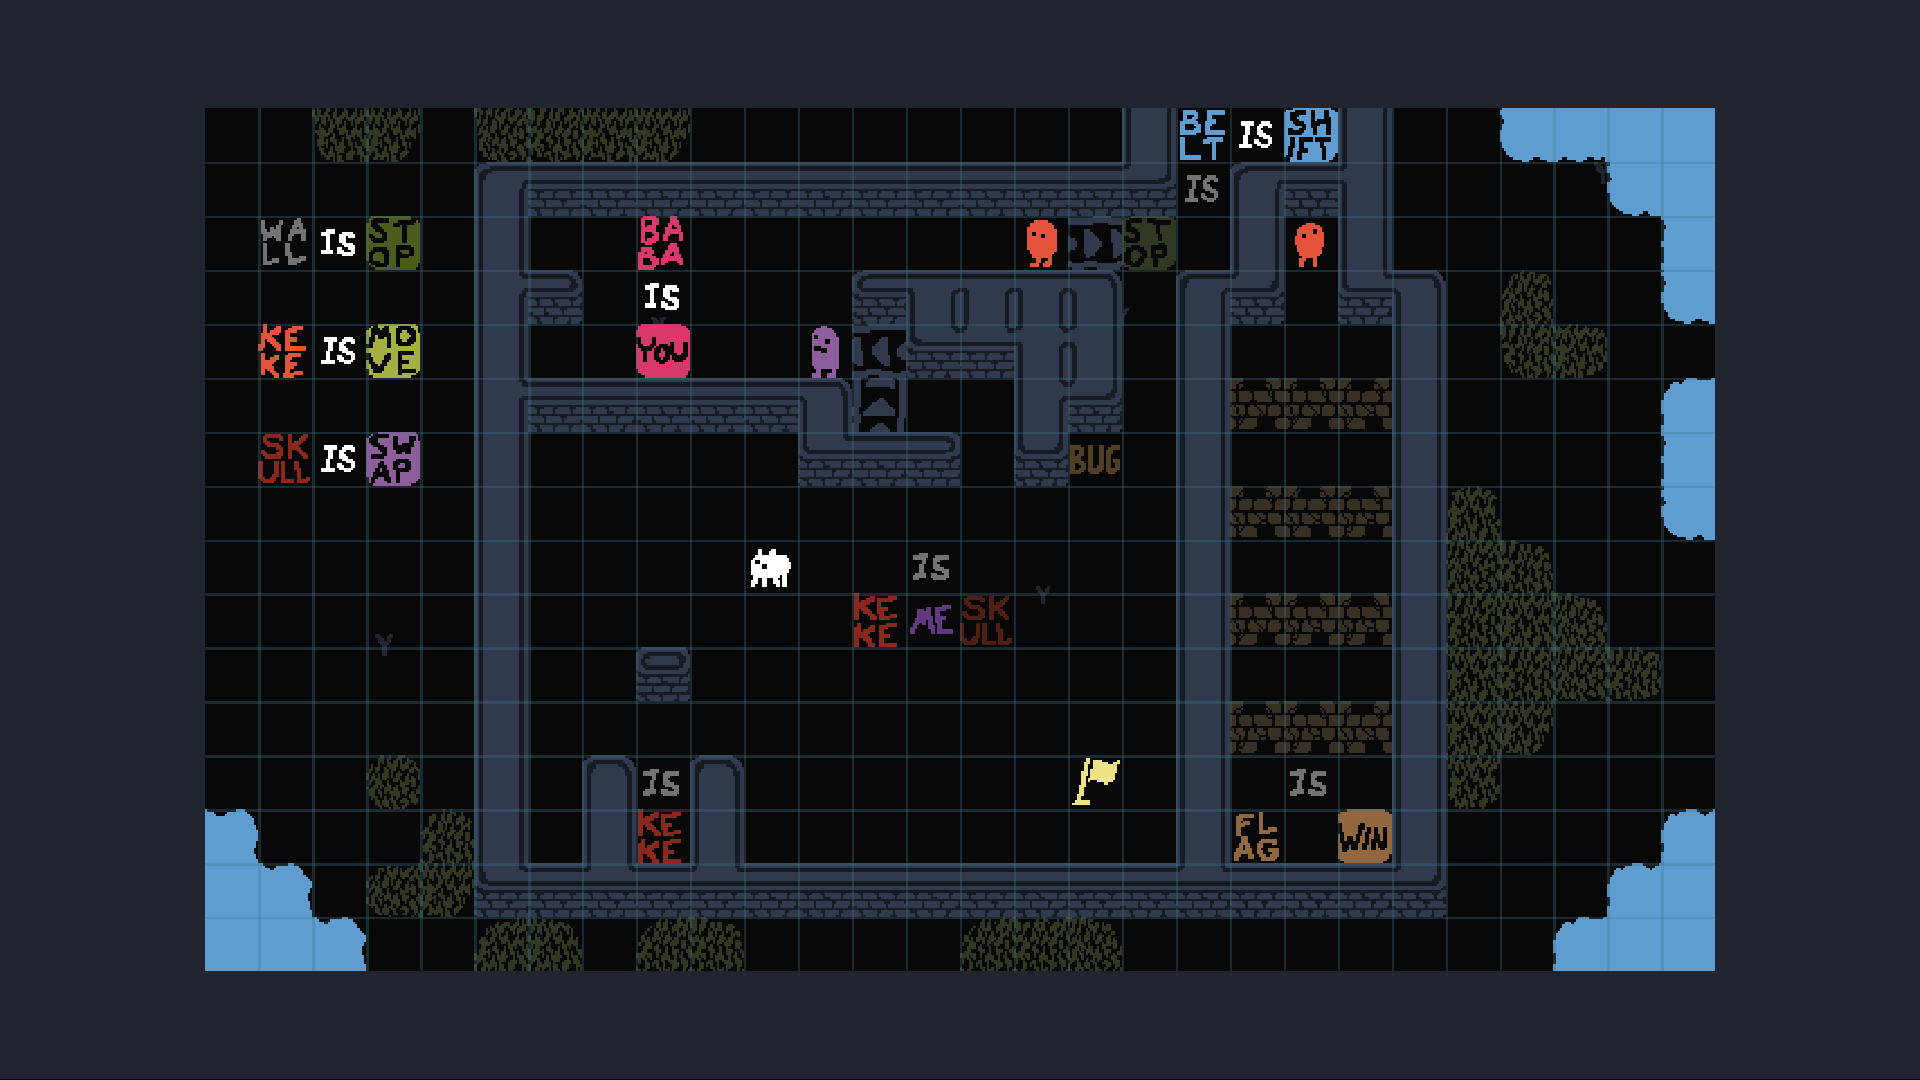 BELT IS SHIFT
IS
WALL IS STOP
BABA
STOP
IS
KEKE IS MOVE
YOU
SKULL IS SWAP
BUG
IS
KEKE ME SKULL
IS
IS
KEKE
FLAG
WIN